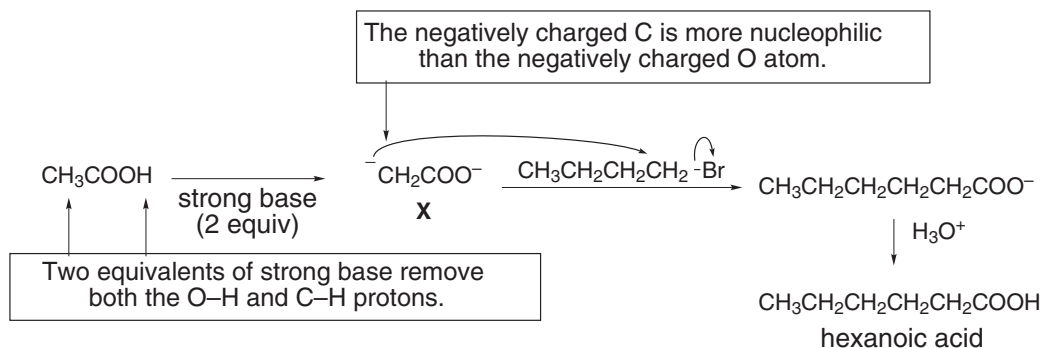 The negatively charged C is more nucleophilic
than the negatively charged O atom.
CH₃COOH
strong base
(2 equiv)
⁻CH₂COO⁻
X
CH₃CH₂CH₂CH₂-Br
CH₃CH₂CH₂CH₂CH₂COO⁻
H₃O⁺
Two equivalents of strong base remove
both the O–H and C–H protons.
CH₃CH₂CH₂CH₂CH₂COOH
hexanoic acid